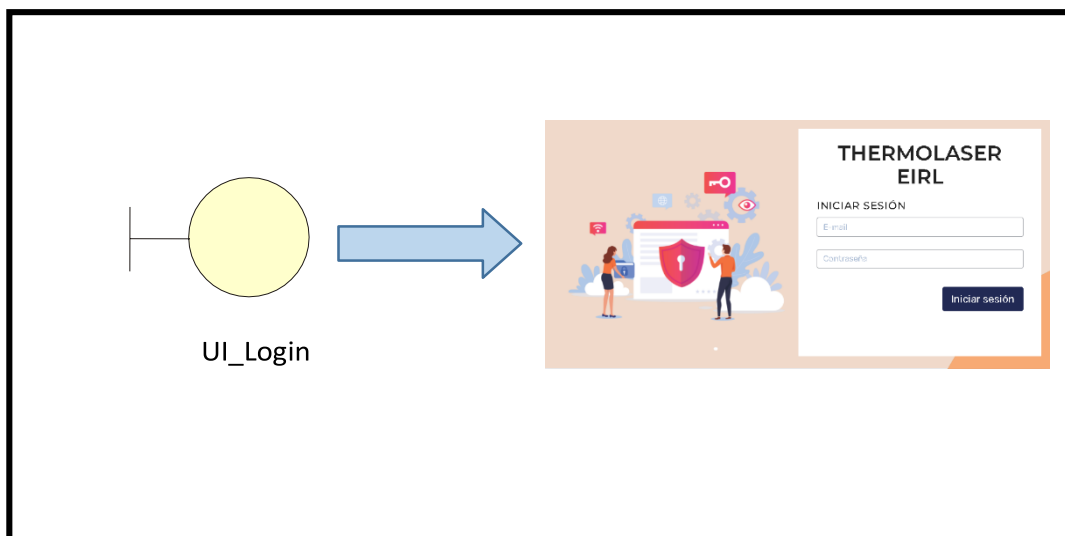 UI_Login
THERMOLASER
EIRL
INICIAR SESIÓN
E-mail
Contraseña
Iniciar sesión